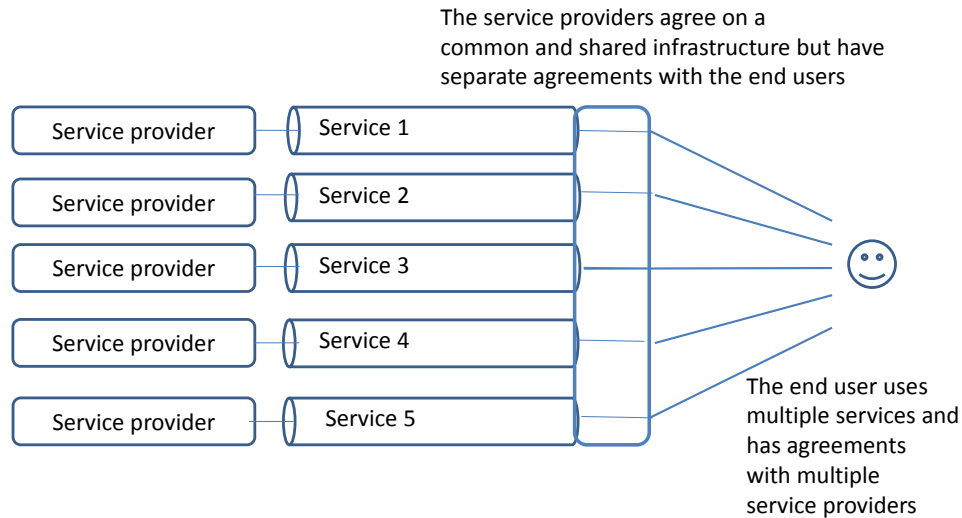 The service providers agree on a
common and shared infrastructure but have
separate agreements with the end users
Service provider
Service 1
Service provider
Service 2
Service provider
Service 3
Service provider
Service 4
Service provider
Service 5
The end user uses
multiple services and
has agreements
with multiple
service providers